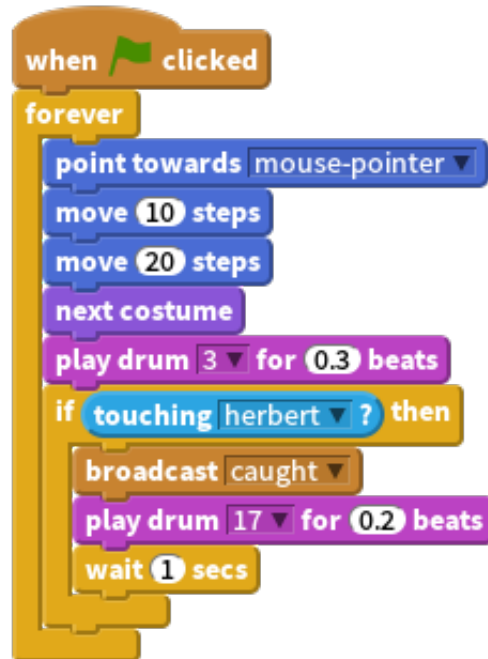 when clicked
forever
point towards mouse-pointer
move 10 steps
move 20 steps
next costume
play drum 3 for 0.3 beats
if touching herbert ? then
broadcast caught
play drum 17 for 0.2 beats
wait 1 secs